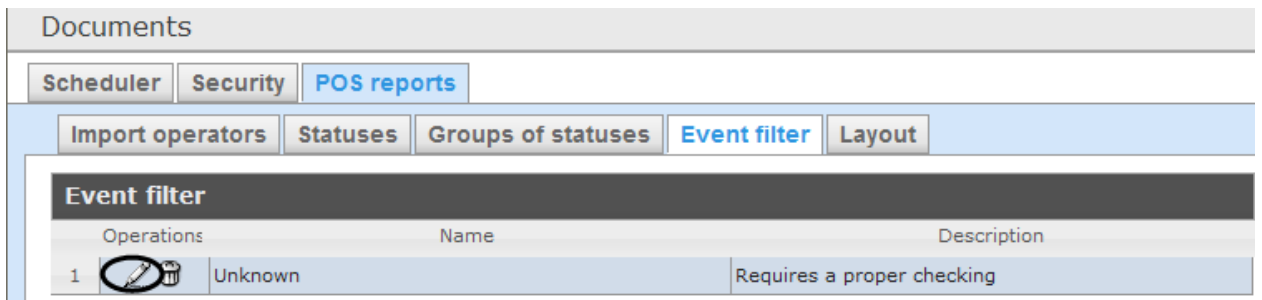 Documents
Scheduler Security POS reports
Import operators Statuses Groups of statuses Event filter Layout
Event filter
Operations Name Description
1 Unknown Requires a proper checking